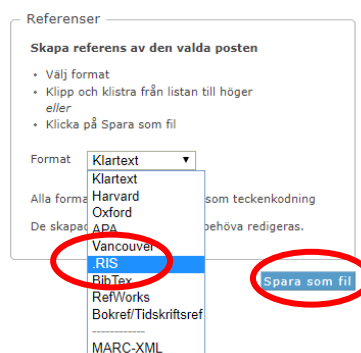 Referenser
Skapa referens av den valda posten
Välj format
Klipp och klistra från listan till höger
eller
Klicka på Spara som fil
Format Klartext
Klartext
Harvard
Oxford
APA
Vancouver
.RIS
BibTex
RefWorks
Bokref/Tidskriftsref
------------
MARC-XML
Alla forma som teckenkodning
De skapa behöva redigeras.
Spara som fil